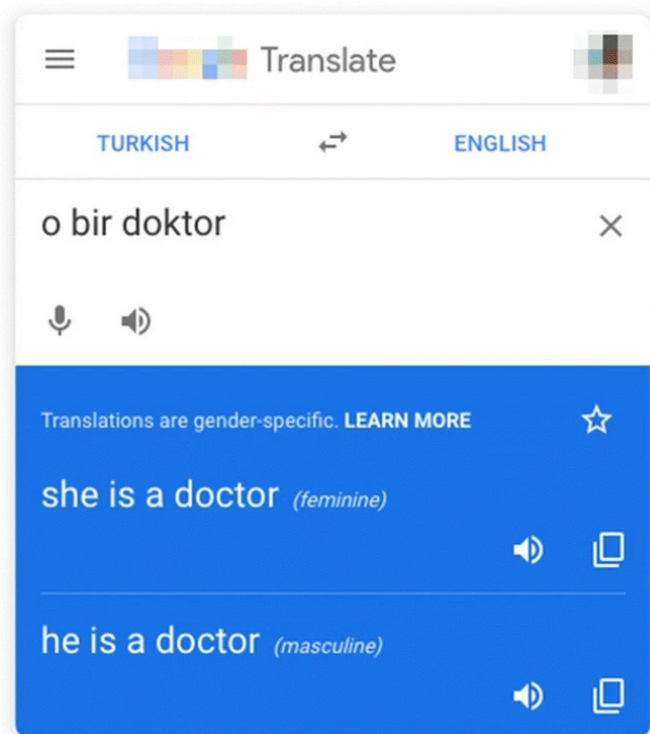 Translate
TURKISH ENGLISH
o bir doktor
Translations are gender-specific. LEARN MORE
she is a doctor (feminine)
he is a doctor (masculine)